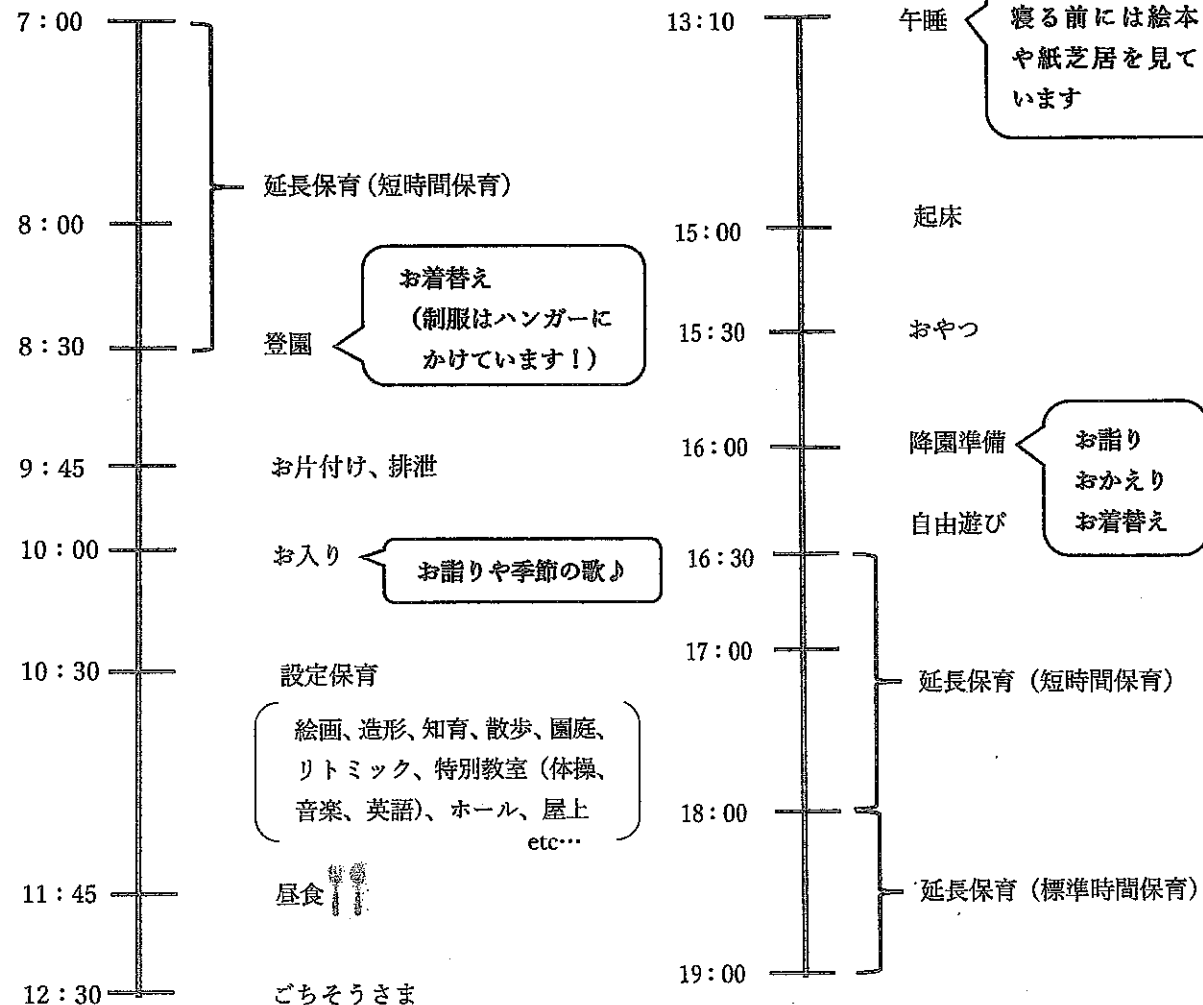 7:00
延長保育(短時間保育)
8:00
お着替え
(制服はハンガーに
かけています!)
8:30
登園
9:45
お片付け、排泄
10:00
お入り
お詣りや季節の歌♪
10:30
設定保育
絵画、造形、知育、散歩、園庭、
リトミック、特別教室(体操、
音楽、英語)、ホール、屋上
etc…
11:45
昼食
12:30
ごちそうさま
13:10
午睡
寝る前には絵本
や紙芝居を見て
います
15:00
起床
15:30
おやつ
16:00
降園準備
お詣り
おかえり
お着替え
自由遊び
16:30
17:00
延長保育(短時間保育)
18:00
延長保育(標準時間保育)
19:00